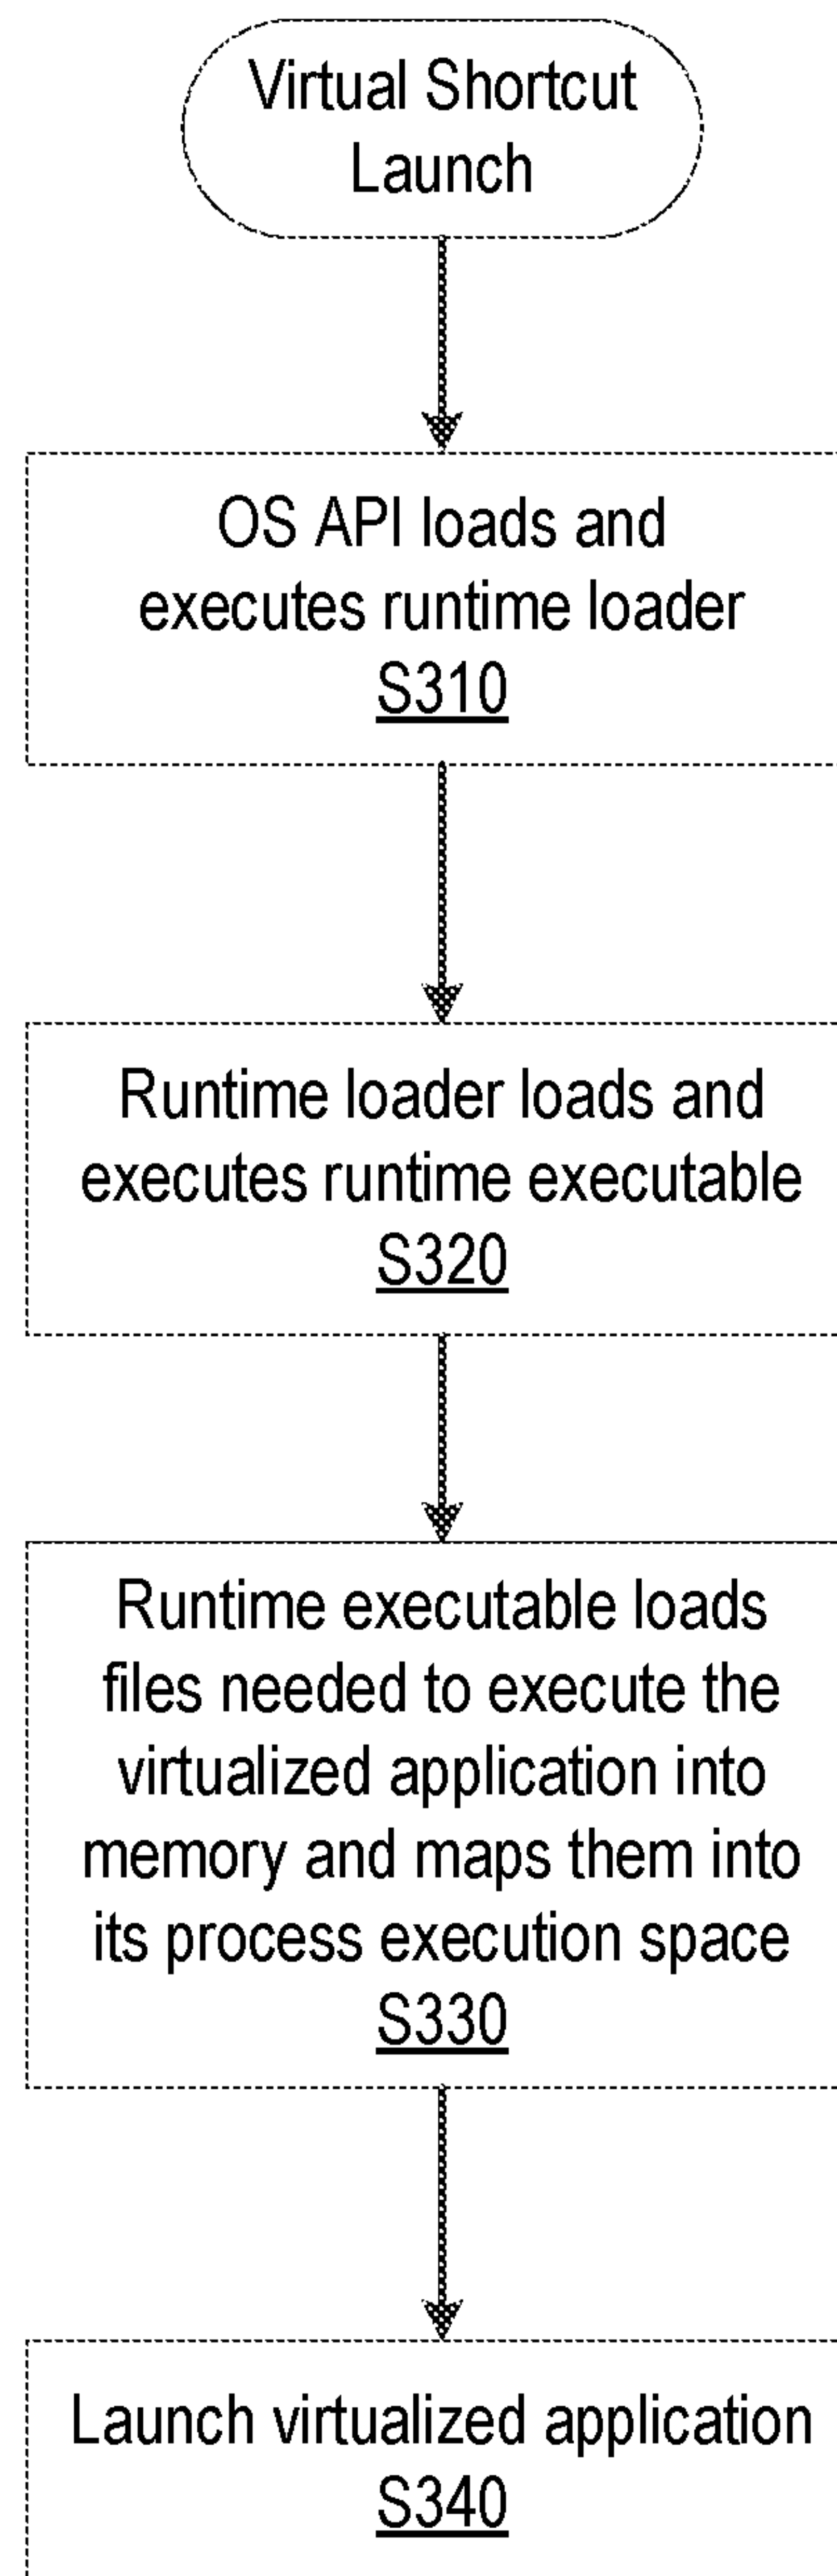 Virtual Shortcut
Launch
OS API loads and
executes runtime loader
S310
Runtime loader loads and
executes runtime executable
S320
Runtime executable loads
files needed to execute the
virtualized application into
memory and maps them into
its process execution space
S330
Launch virtualized application
S340